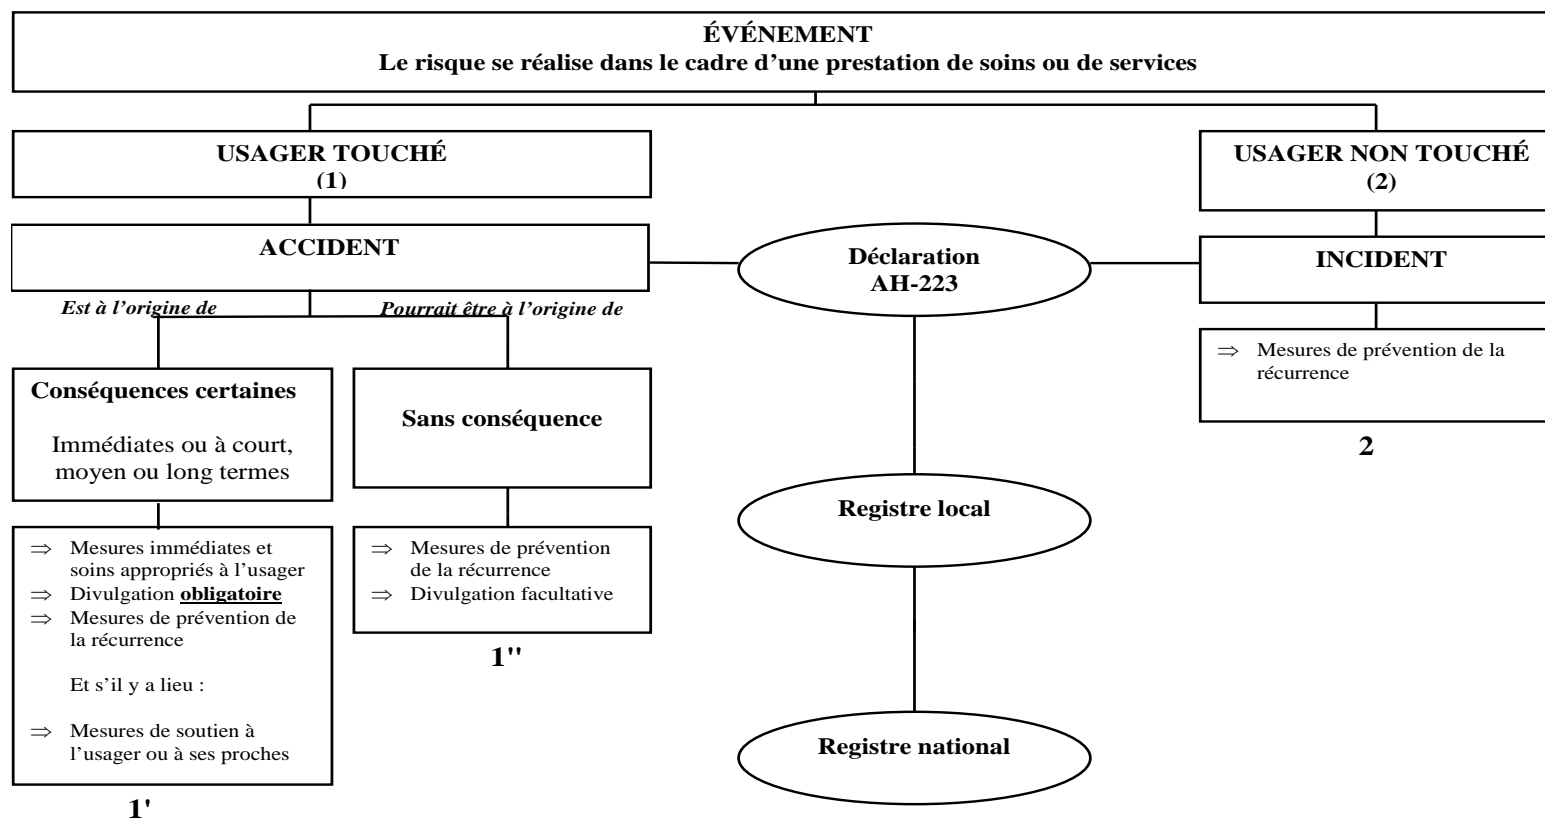 ÉVÉNEMENT
Le risque se réalise dans le cadre d’une prestation de soins ou de services
USAGER TOUCHÉ
(1)
USAGER NON TOUCHÉ
(2)
ACCIDENT
Déclaration
AH-223
INCIDENT
Est à l’origine de
Pourrait être à l’origine de
⇒ Mesures de prévention de la
récurrence
2
Conséquences certaines
Immédiates ou à court,
moyen ou long termes
Sans conséquence
Registre local
⇒ Mesures immédiates et
soins appropriés à l’usager
⇒ Divulgation obligatoire
⇒ Mesures de prévention de
la récurrence
Et s’il y a lieu :
⇒ Mesures de soutien à
l’usager ou à ses proches
1'
⇒ Mesures de prévention
de la récurrence
⇒ Divulgation facultative
1''
Registre national